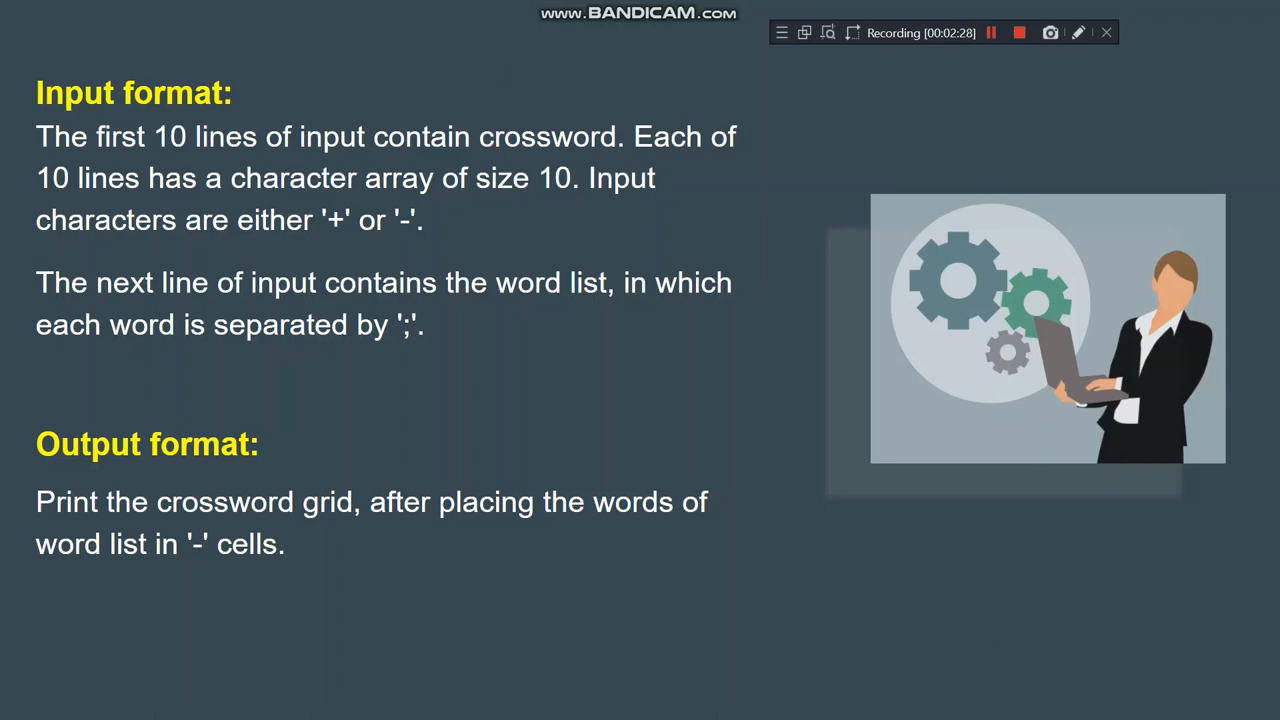 www.BANDICAM.com
Recording [00:02:28]
Input format:
The first 10 lines of input contain crossword. Each of
10 lines has a character array of size 10. Input
characters are either '+' or '-'.
The next line of input contains the word list, in which
each word is separated by ';'.
Output format:
Print the crossword grid, after placing the words of
word list in '-' cells.